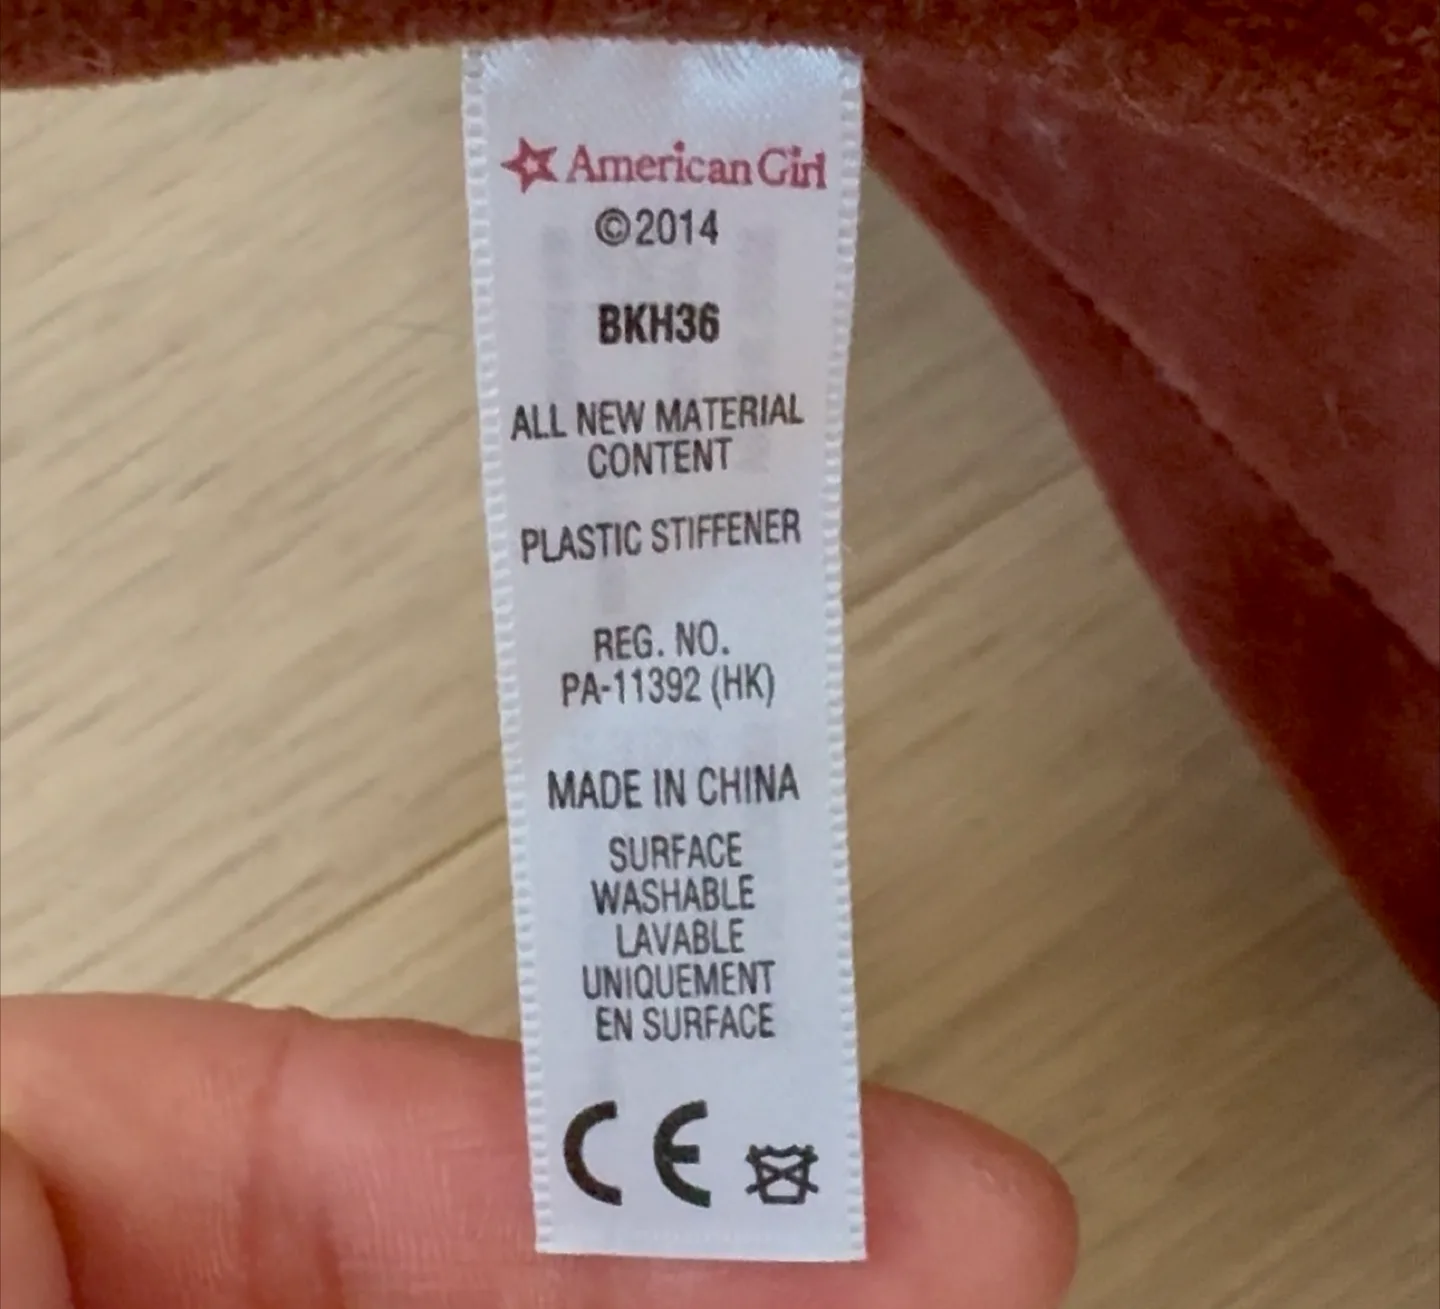 American Girl
©2014
BKH36
ALL NEW MATERIAL
CONTENT
PLASTIC STIFFENER
REG. NO.
PA-11392 (HK)
MADE IN CHINA
SURFACE
WASHABLE
LAVABLE
UNIQUEMENT
EN SURFACE
CE